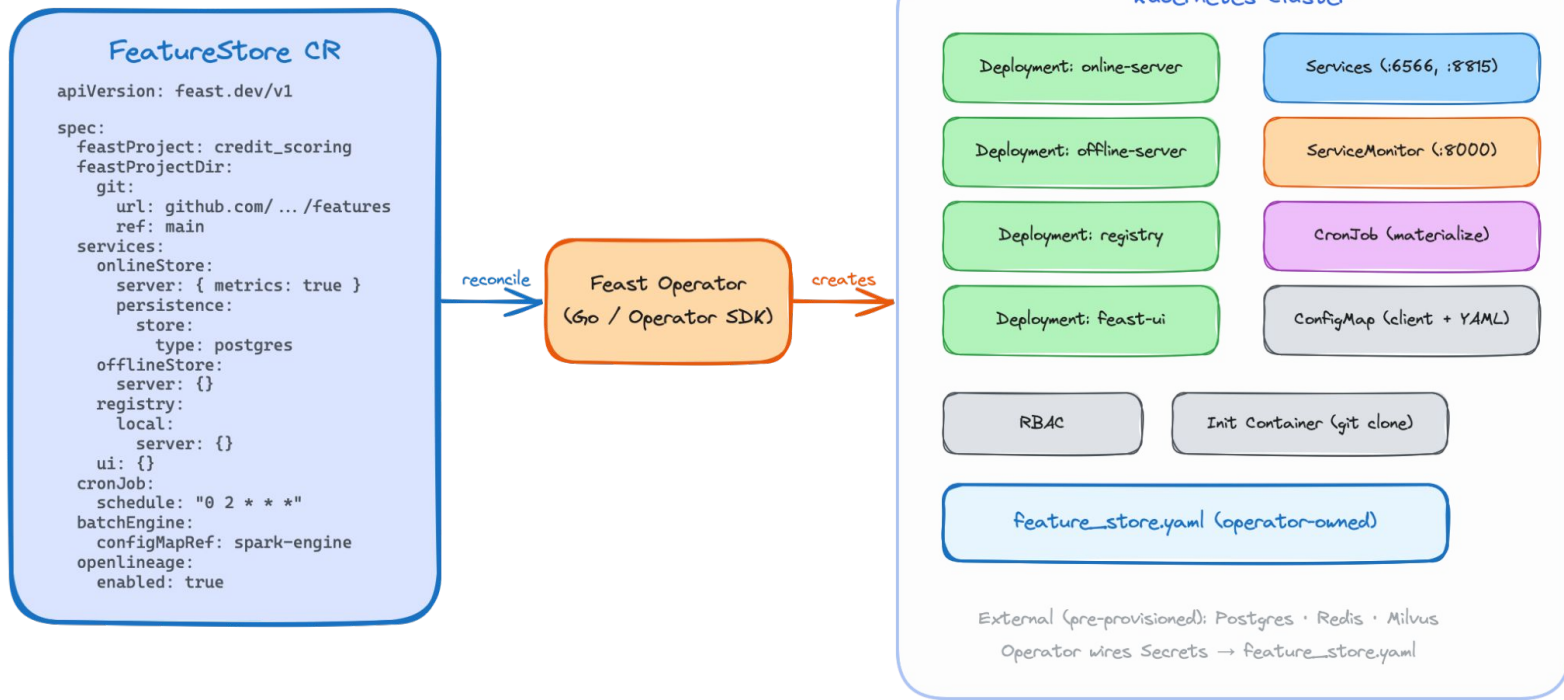 FeatureStore CR
apiVersion: feast.dev/v1
spec:
feastProject: credit_scoring
feastProjectDir:
git:
url: github.com/ ... /features
ref: main
services:
onlineStore:
server: { metrics: true }
persistence:
store:
type: postgres
offlineStore:
server: {}
registry:
local:
server: {}
ui: {}
cronJob:
schedule: "0 2 * * *"
batchEngine:
configMapRef: spark-engine
openlineage:
enabled: true
reconcile
Feast Operator
(Go / Operator SDK)
creates
Kubernetes Cluster
Deployment: online-server
Services (:6566, :8815)
Deployment: offline-server
ServiceMonitor (:8000)
Deployment: registry
CronJob (materialize)
Deployment: feast-ui
ConfigMap (client + YAML)
RBAC
Init Container (git clone)
feature_store.yaml (operator-owned)
External (pre-provisioned): Postgres · Redis · Milvus
Operator wires Secrets → feature_store.yaml